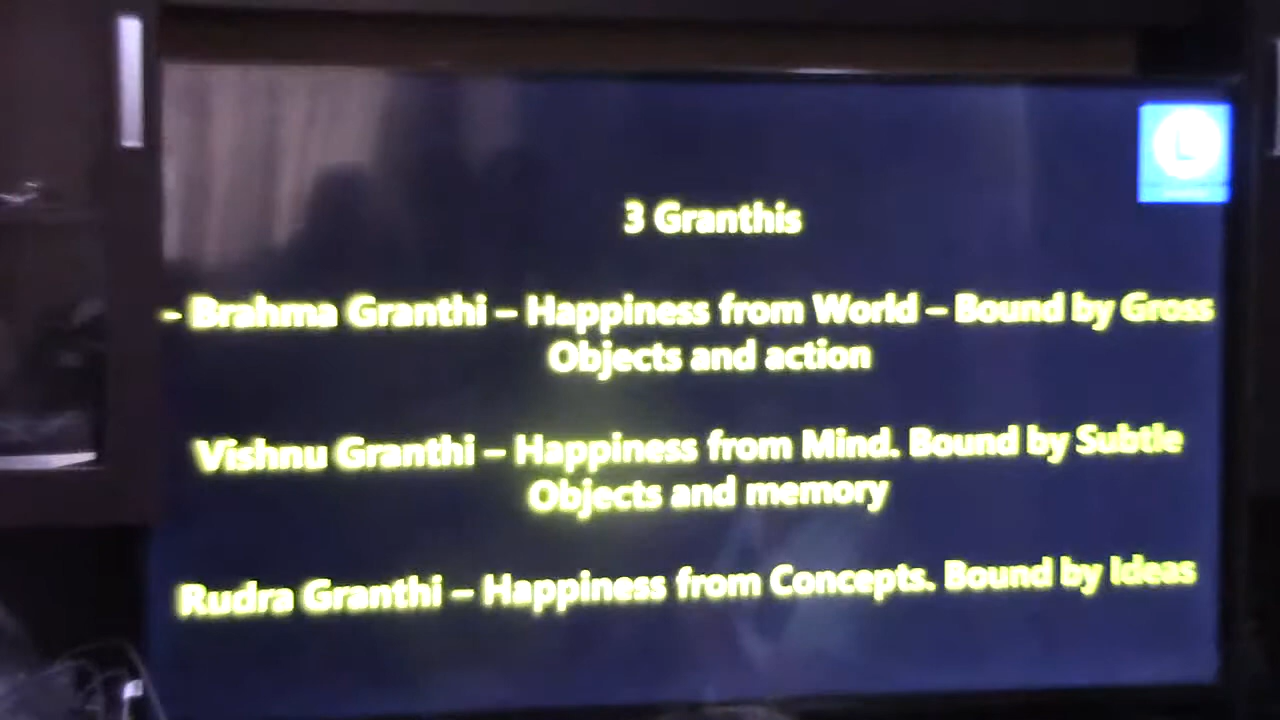 3 Granthis
- Brahma Granthi – Happiness from World – Bound by Gross
Objects and action
Vishnu Granthi – Happiness from Mind. Bound by Subtle
Objects and memory
Rudra Granthi – Happiness from Concepts. Bound by Ideas
L